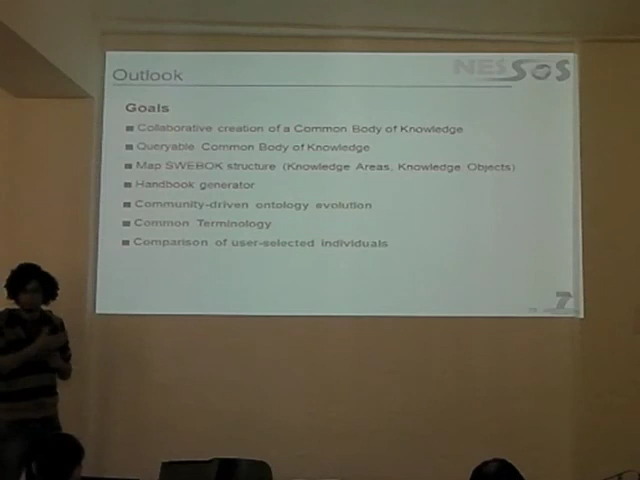 Outlook
NESSOS
Goals
Collaborative creation of a Common Body of Knowledge
Queryable Common Body of Knowledge
Map SWEBOK structure (Knowledge Areas, Knowledge Objects)
Handbook generator
Community-driven ontology evolution
Common Terminology
Comparison of user-selected individuals